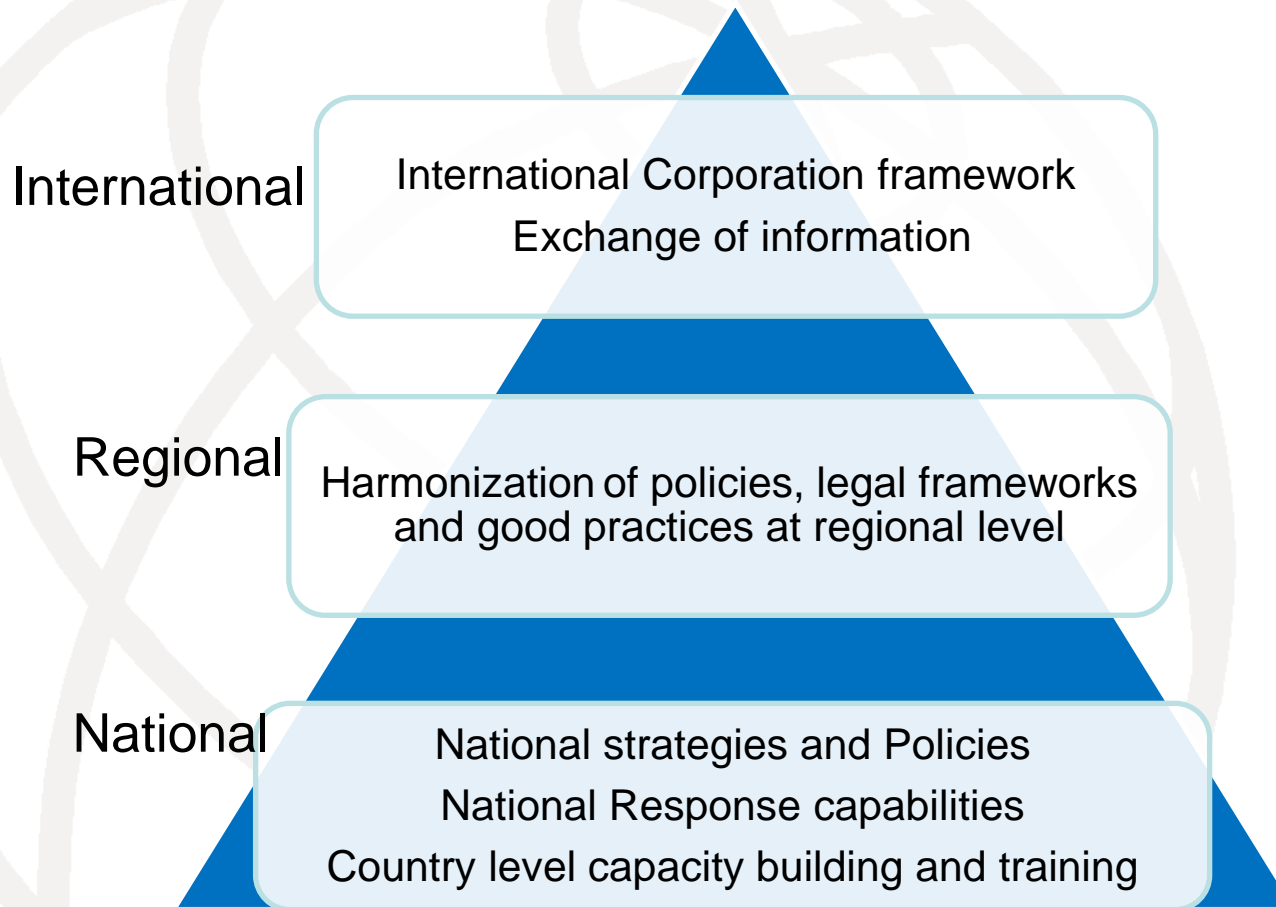 International
International Corporation framework
Exchange of information
Regional
Harmonization of policies, legal frameworks
and good practices at regional level
National
National strategies and Policies
National Response capabilities
Country level capacity building and training